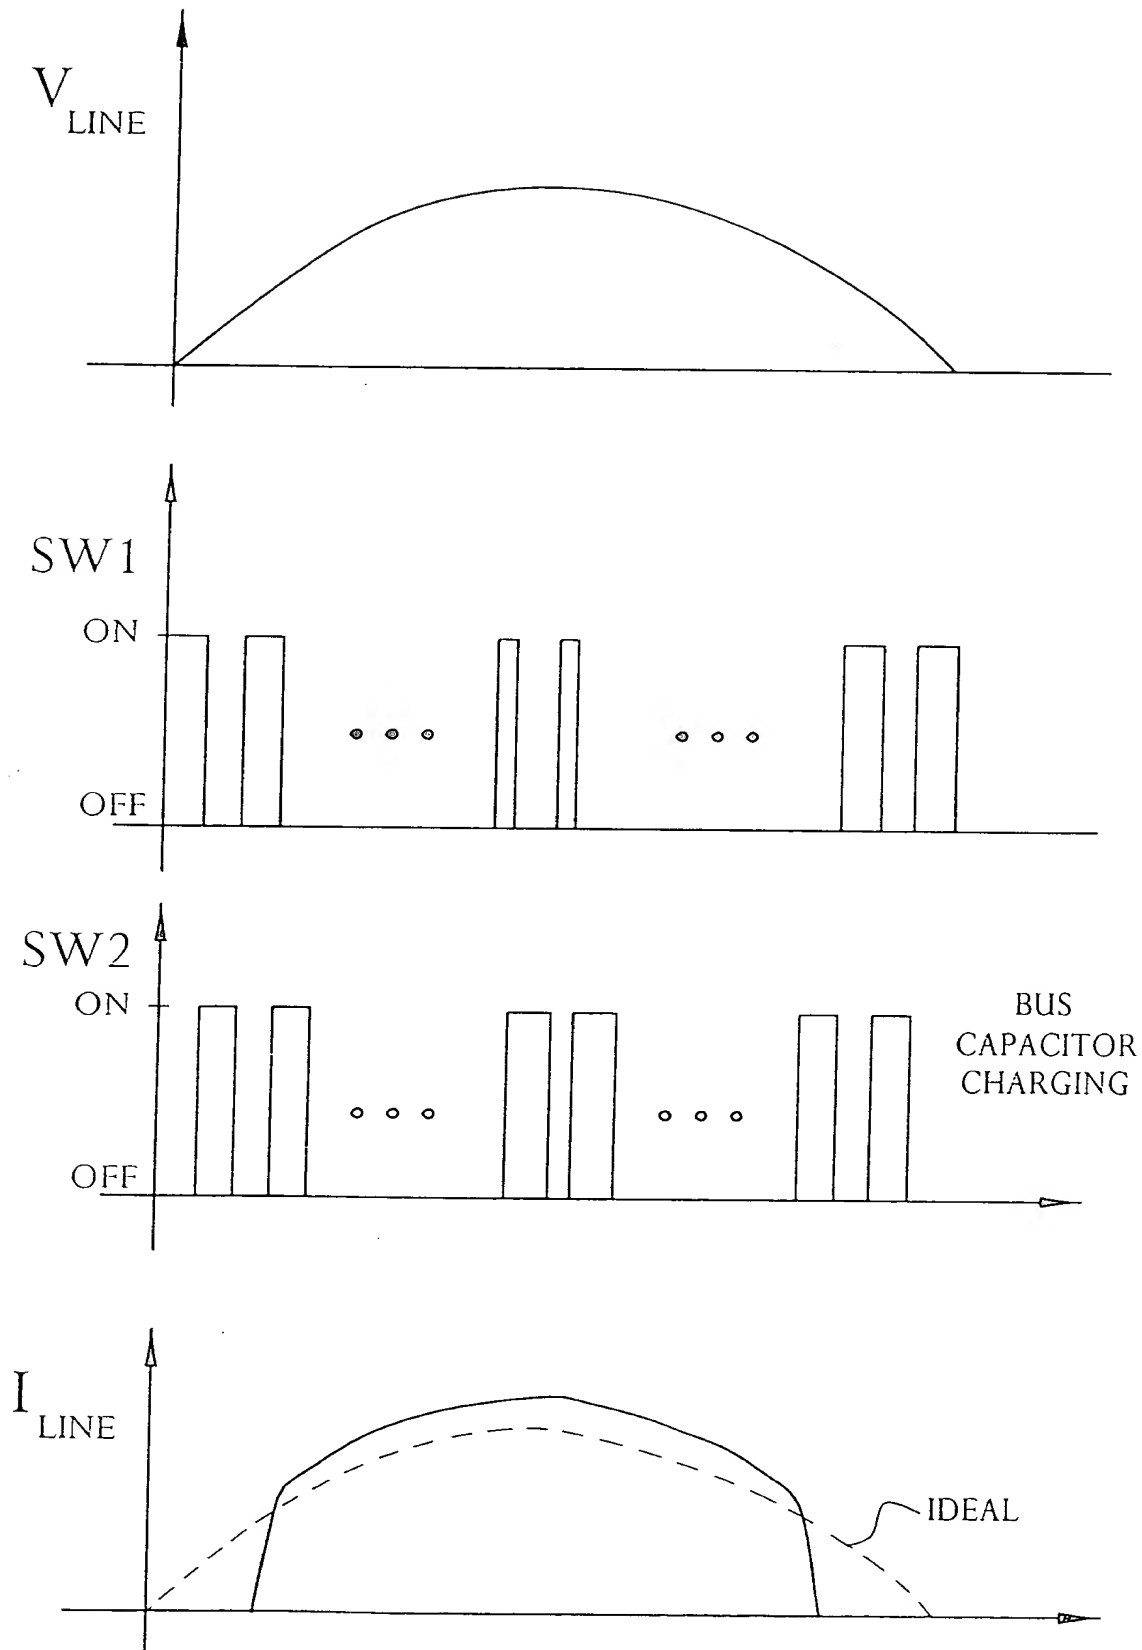 V
LINE
SW1
ON
OFF
SW2
ON
BUS
CAPACITOR
CHARGING
OFF
I
LINE
IDEAL